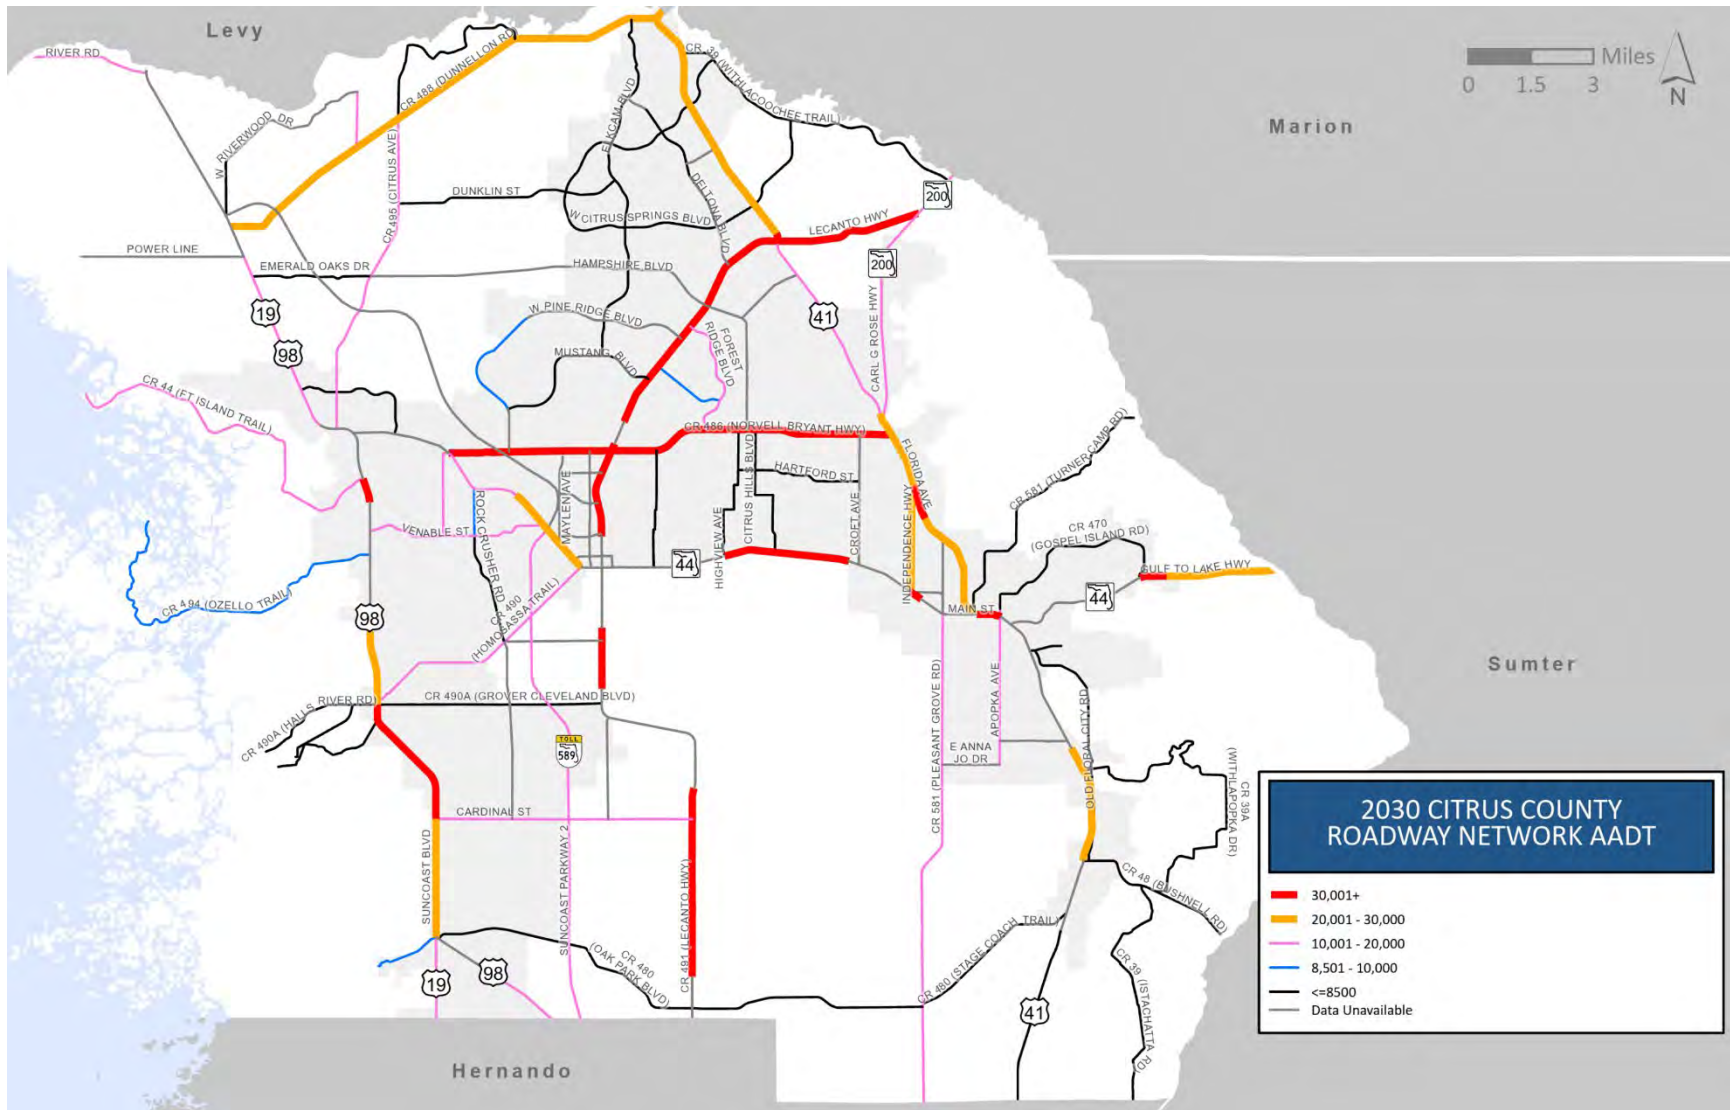 Levy
RIVER RD
CR 488 (DUNNELLON RD)
CR 39 (WITHLACOOCHEE TRAIL)
Miles
0 1.5 3
N
Marion
W RIVERWOOD DR
CR 495 (CITRUS AVE)
ELKCAM BLVD
DUNKLIN ST
DELTONA BLVD
W CITRUS SPRINGS BLVD
LECANTO HWY
200
POWER LINE
EMERALD OAKS DR
HAMPSHIRE BLVD
200
19
W PINE RIDGE BLVD
41
98
MUSTANG BLVD
FOREST
RIDGE BLVD
CARL G ROSE HWY
CR 44 (FT ISLAND TRAIL)
CR 486 (NORVELL BRYANT HWY)
FLORIDA AVE
CR 581 (TURNER CAMP RD)
HARTFORD ST
CITRUS HILLS BLVD
MAYLEN AVE
ROCK CRUSHER RD
VENABLE ST
HIGHVIEW AVE
CROFT AVE
INDEPENDENCE HWY
CR 470
(GOSPEL ISLAND RD)
44
GULF TO LAKE HWY
44
CR 494 (OZELLO TRAIL)
98
CR 490
(HOMOSASSA TRAIL)
MAIN ST
Sumter
CR 490A (GROVER CLEVELAND BLVD)
CR 490A (HALLS RIVER RD)
CR 581 (PLEASANT GROVE RD)
APOPKA AVE
OLD FLORAL CITY RD
E ANNA
JO DR
TOLL
589
CR 39A
(WITHLAPOPKA DR)
CARDINAL ST
SUNCOAST BLVD
SUNCOAST PARKWAY 2
CR 491 (LECANTO HWY)
CR 48 (BUSHNELL RD)
CR 480
(OAK PARK BLVD)
CR 480 (STAGE COACH TRAIL)
CR 39 (ISTACHATTA RD)
19
98
41
Hernando
2030 CITRUS COUNTY
ROADWAY NETWORK AADT
30,001+
20,001 - 30,000
10,001 - 20,000
8,501 - 10,000
<=8500
Data Unavailable